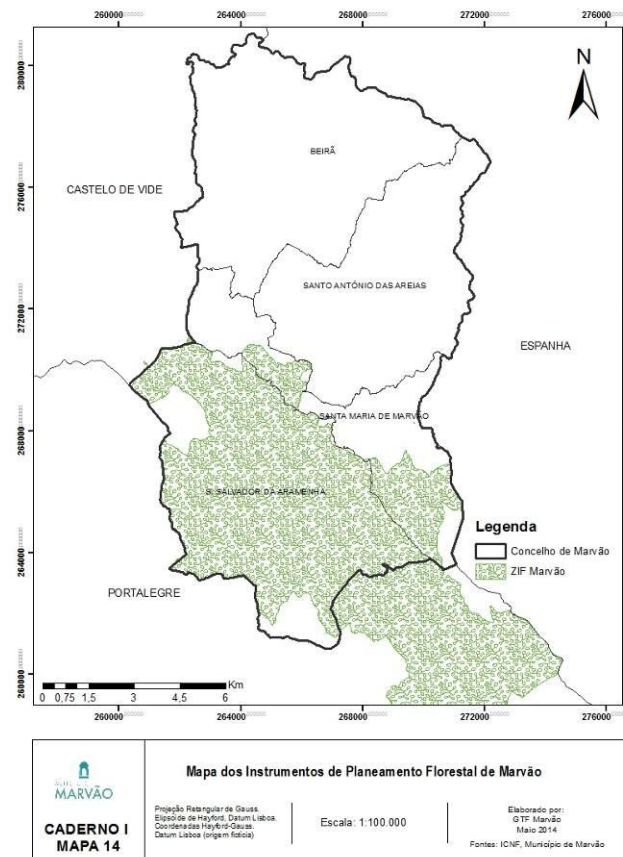 260000 264000 268000 272000 276000
280000
276000
272000
268000
264000
260000
N
BEIRÃ
CASTELO DE VIDE
SANTO ANTÓNIO DAS AREIAS
ESPANHA
SANTA MARIA DE MARVÃO
S. SALVADOR DA ARAMENHA
PORTALEGRE
Legenda
Concelho de Marvão
ZIF Marvão
Km
0 0,75 1,5 3 4,5 6
260000 264000 268000 272000 276000
MARVÃO
CADERNO I
MAPA 14
Mapa dos Instrumentos de Planeamento Florestal de Marvão
Projeção Retangular de Gauss.
Elipsoide de Hayford, Datum Lisboa.
Coordenadas Hayford-Gauss.
Datum Lisboa (origem fictícia)
Escala: 1:100.000
Elaborado por:
GTF Marvão
Maio 2014
Fontes: ICNF, Município de Marvão